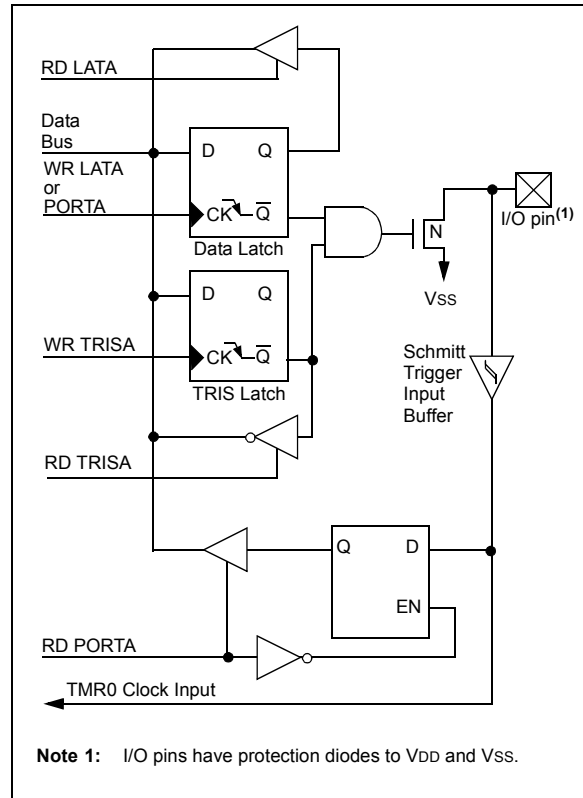 RD LATA
Data
Bus
D Q
WR LATA
or
PORTA
CK Q̅
Data Latch
N
I/O pin(1)
VSS
D Q
WR TRISA
CK Q̅
TRIS Latch
Schmitt
Trigger
Input
Buffer
RD TRISA
Q D
EN
RD PORTA
TMR0 Clock Input
Note 1: I/O pins have protection diodes to VDD and VSS.